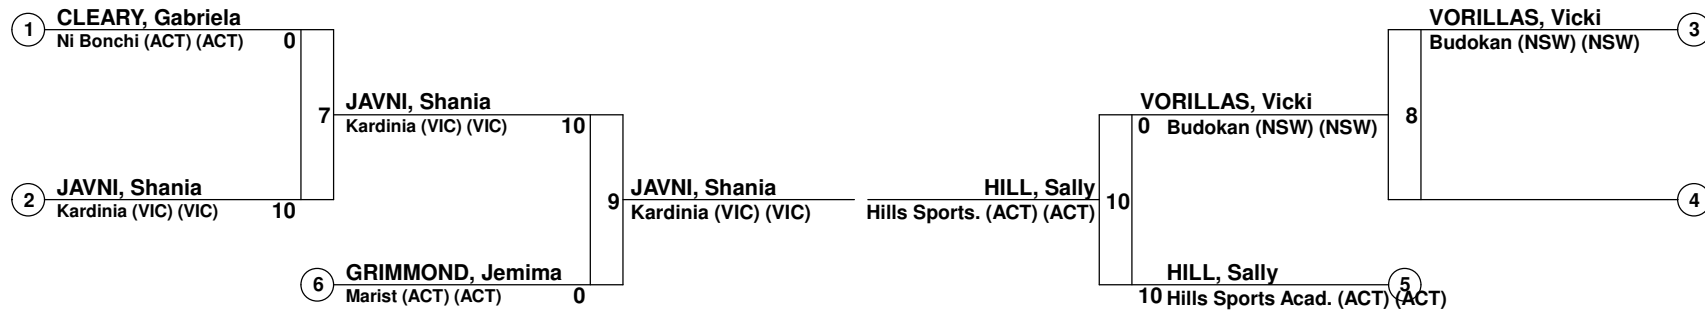 1
CLEARY, Gabriela
Ni Bonchi (ACT) (ACT)
0
7
JAVNI, Shania
Kardinia (VIC) (VIC)
10
2
JAVNI, Shania
Kardinia (VIC) (VIC)
10
9
JAVNI, Shania
Kardinia (VIC) (VIC)
6
GRIMMOND, Jemima
Marist (ACT) (ACT)
0
VORILLAS, Vicki
Budokan (NSW) (NSW)
3
VORILLAS, Vicki
0 Budokan (NSW) (NSW)
8
HILL, Sally
Hills Sports. (ACT) (ACT)
10
4
HILL, Sally
10 Hills Sports Acad. (ACT) (ACT)
5